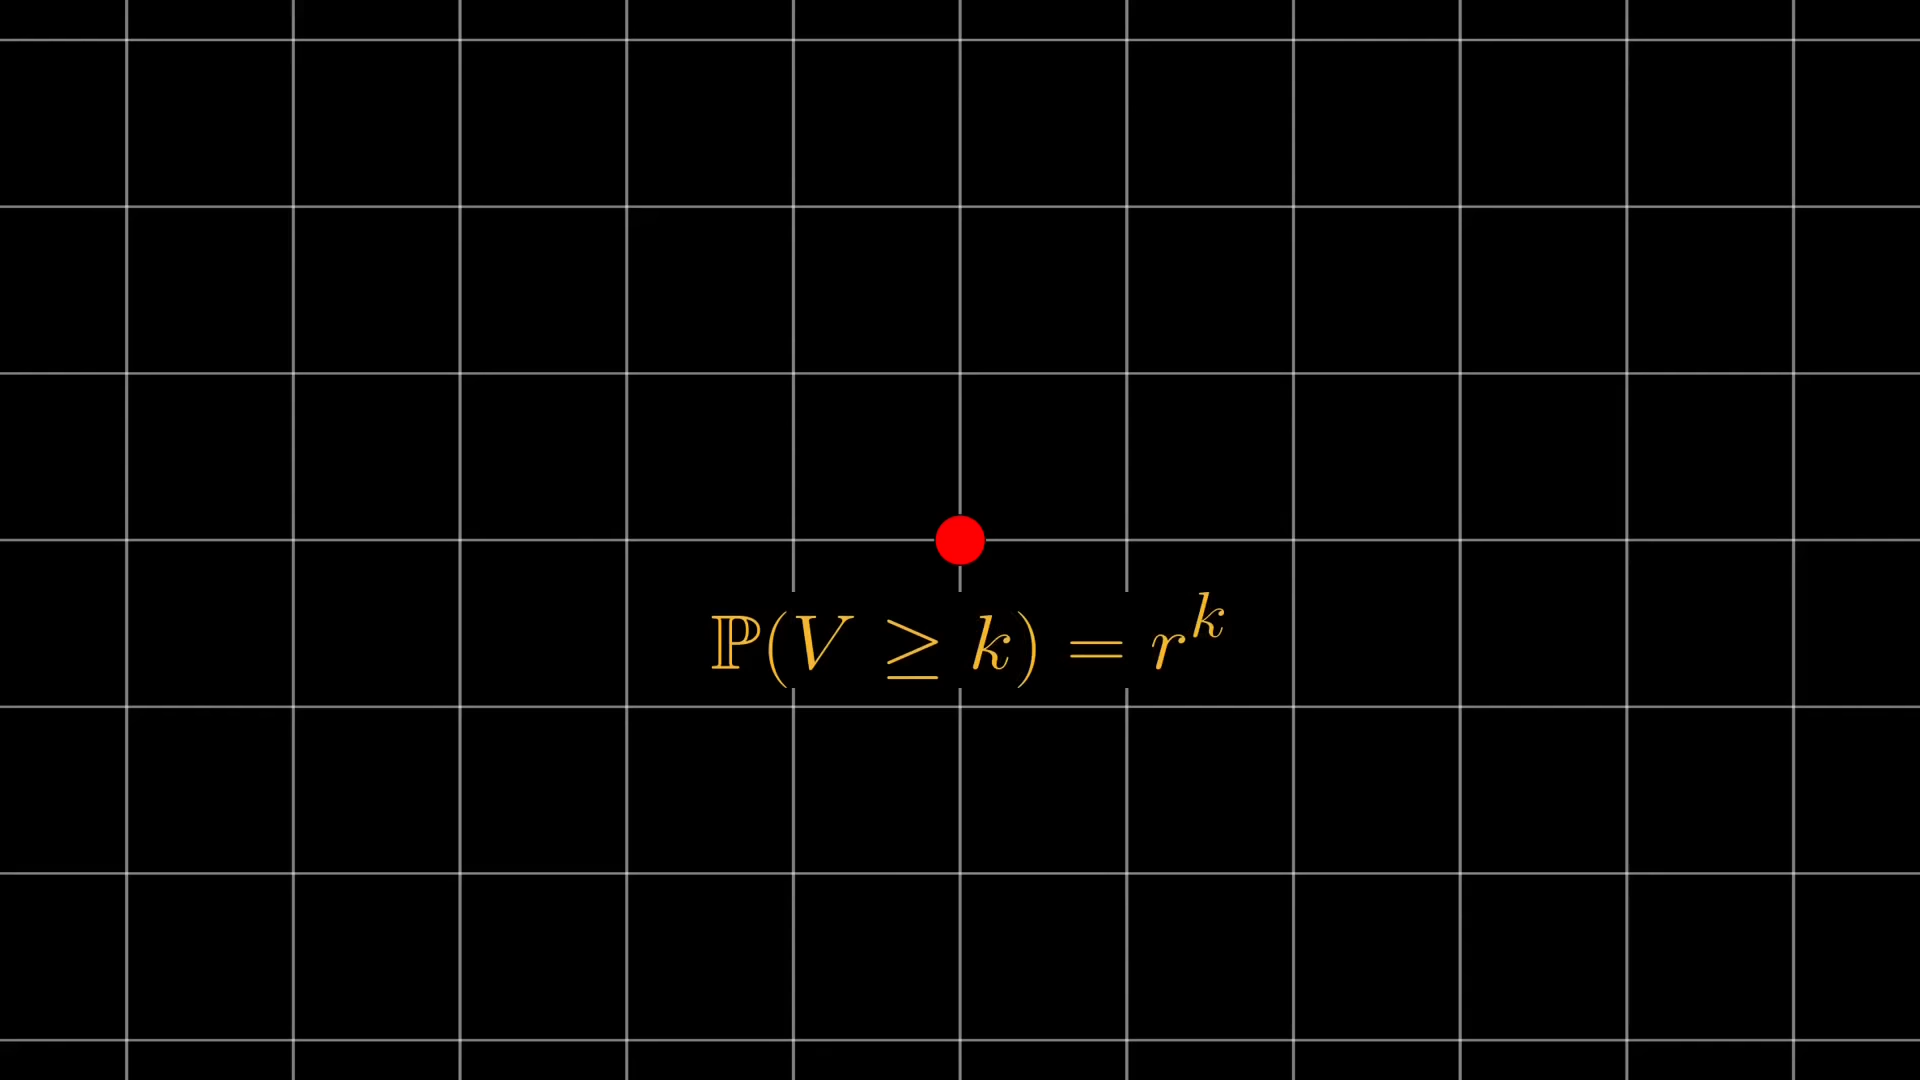 ℙ(V ≥ k) = r^k